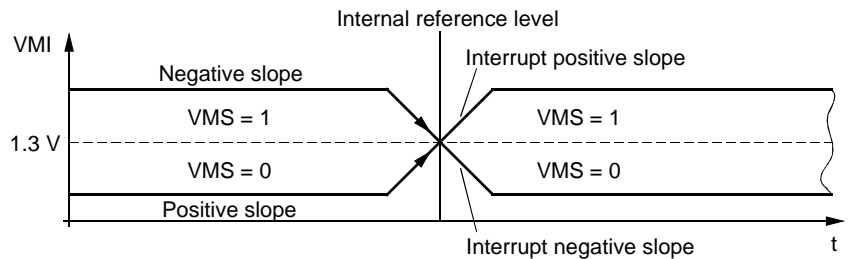 Internal reference level
VMI
Negative slope
Interrupt positive slope
VMS = 1
VMS = 1
1.3 V
VMS = 0
VMS = 0
Positive slope
Interrupt negative slope
t